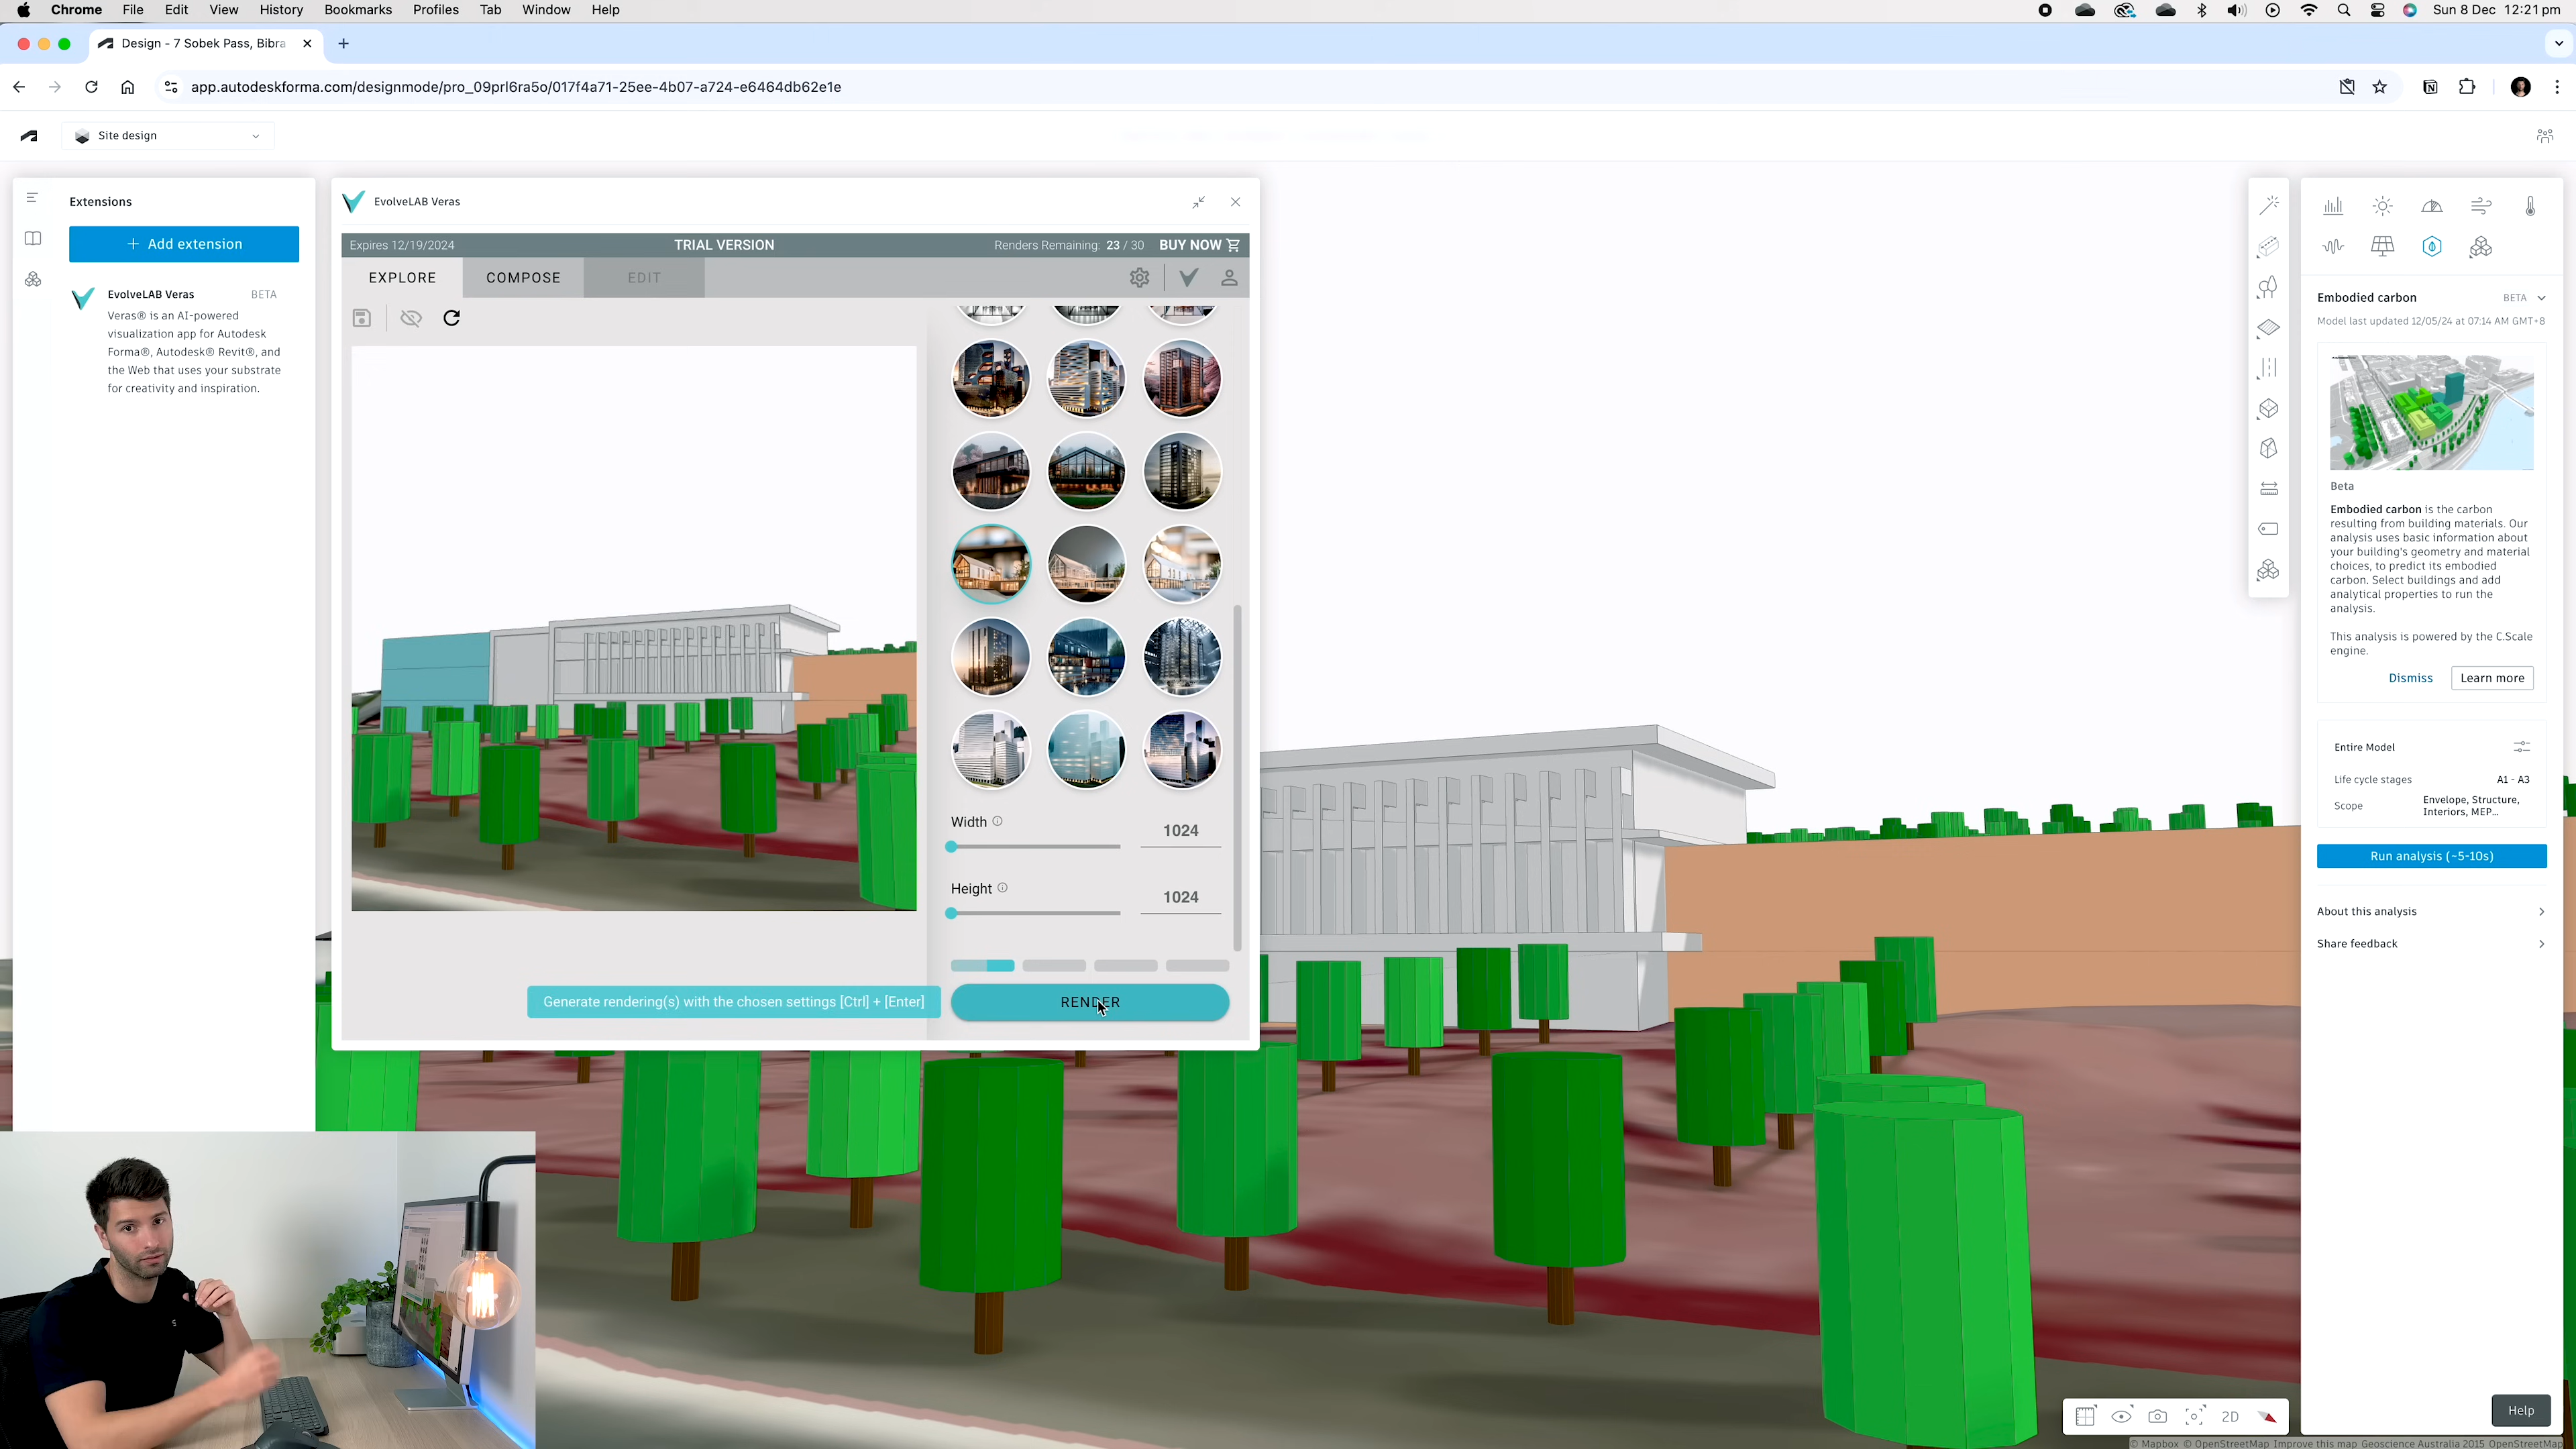 Chrome File Edit View History Bookmarks Profiles Tab Window Help
Sun 8 Dec 12:21 pm
Design - 7 Sobek Pass, Bibra
app.autodeskforma.com/designmode/pro_09prl6ra5o/017f4a71-25ee-4b07-a724-e6464db62e1e
Site design
Extensions
+ Add extension
EvolveLAB Veras BETA
Veras® is an AI-powered
visualization app for Autodesk
Forma®, Autodesk® Revit®, and
the Web that uses your substrate
for creativity and inspiration.
EvolveLAB Veras
Expires 12/19/2024 TRIAL VERSION Renders Remaining: 23 / 30 BUY NOW
EXPLORE COMPOSE EDIT
Width 1024
Height 1024
Generate rendering(s) with the chosen settings [Ctrl] + [Enter]
RENDER
Embodied carbon BETA
Model last updated 12/05/24 at 07:14 AM GMT+8
Beta
Embodied carbon is the carbon
resulting from building materials. Our
analysis uses basic information about
your building's geometry and material
choices, to predict its embodied
carbon. Select buildings and add
analytical properties to run the
analysis.
This analysis is powered by the C.Scale
engine.
Dismiss Learn more
Entire Model
Life cycle stages A1 - A3
Scope Envelope, Structure,
Interiors, MEP...
Run analysis (~5-10s)
About this analysis
Share feedback
2D
Help
© Mapbox © OpenStreetMap Improve this map Geoscience Australia 2015 OpenStreetMap